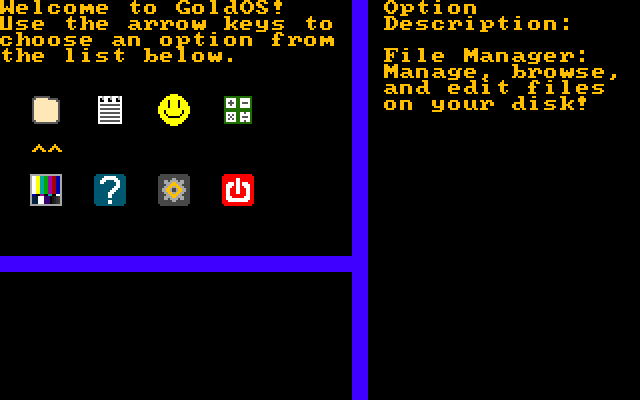 Welcome to GoldOS!
Use the arrow keys to
choose an option from
the list below.
^^
Option
Description:
File Manager:
Manage, browse,
and edit files
on your disk!